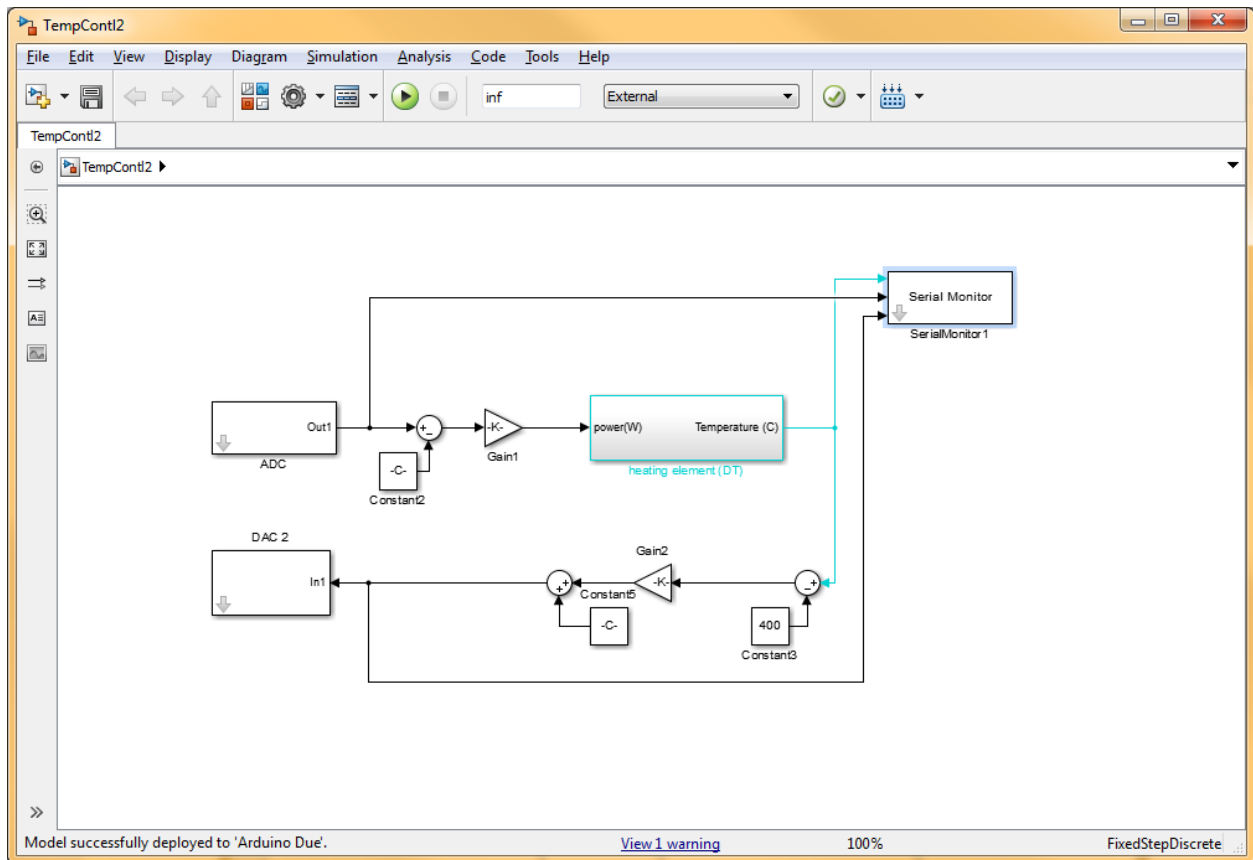 TempContl2
File Edit View Display Diagram Simulation Analysis Code Tools Help
inf External
TempContl2
TempContl2
Serial Monitor
SerialMonitor1
Out1
ADC
+ -
-K-
Gain1
power(W) Temperature (C)
heating element (DT)
-C-
Constant2
DAC 2
In1
+ +
Gain2
-K-
Constant5
-C-
- +
400
Constant3
Model successfully deployed to 'Arduino Due'. View 1 warning 100% FixedStepDiscrete